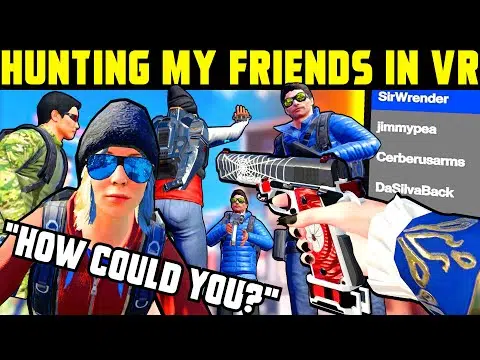 HUNTING MY FRIENDS IN VR
SirWrender
jimmypea
Cerberusarms
DaSilvaBack
"HOW COULD YOU?"